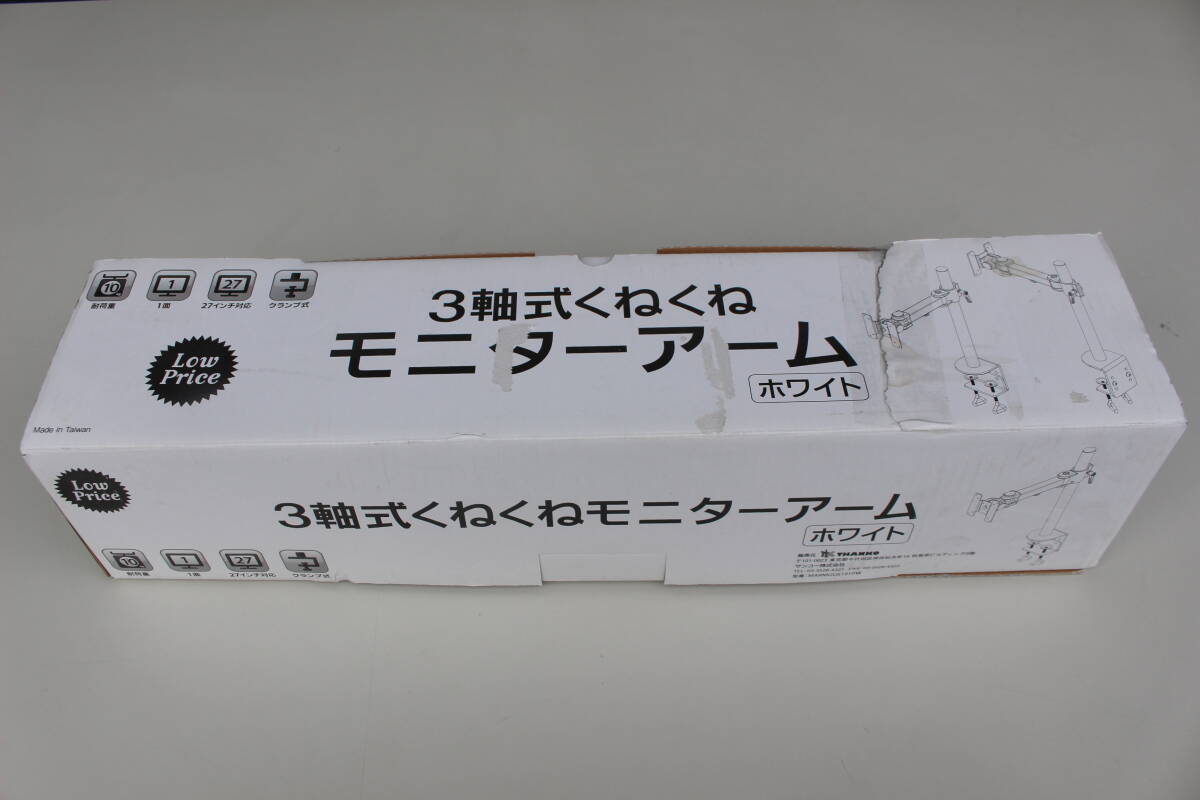 10
1
27
耐荷重
1面
27インチ対応
クランプ式
3軸式くねくね
モニターアーム
ホワイト
Low
Price
Made in Taiwan
Low
Price
3軸式くねくねモニターアーム
ホワイト
10
1
27
耐荷重
1面
27インチ対応
クランプ式
THANKO
サンコー株式会社